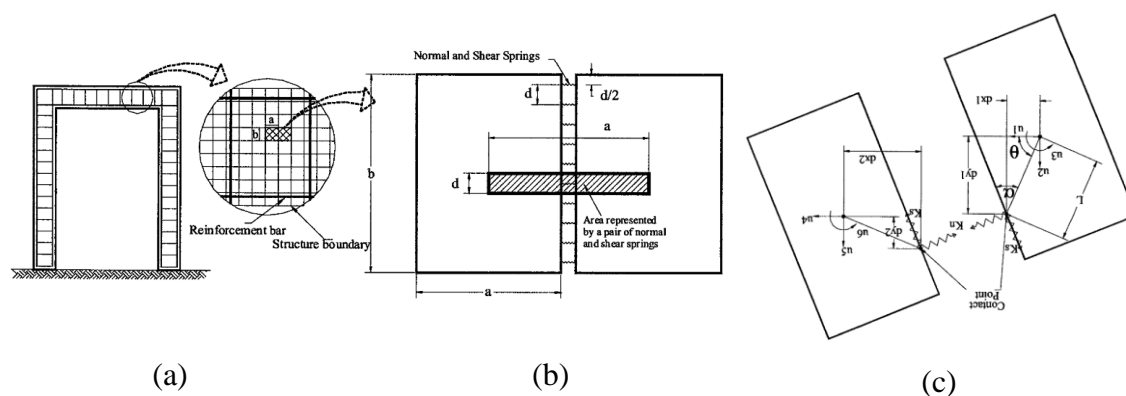 a
b
Reinforcement bar
Structure boundary
(a)
Normal and Shear Springs
d
d/2
a
b
d
Area represented
by a pair of normal
and shear springs
a
(b)
dx1
u1
u3
u2
θ
dy1
α
L
dx2
Ks
Kn
Ks
u4
u6
dy2
u5
Contact
Point
(c)